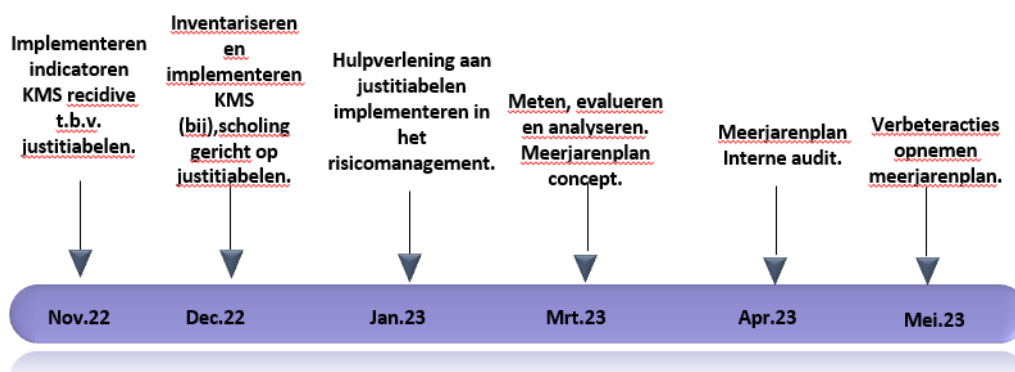 Implementeren
indicatoren
KMS recidive
t.b.v.
justitiabelen.
Inventariseren
en
implementeren
KMS
(bij),scholing
gericht op
justitiabelen.
Hulpverlening aan
justitiabelen
implementeren in
het
risicomanagement.
Meten, evalueren
en analyseren.
Meerjarenplan
concept.
Meerjarenplan
Interne audit.
Verbeteracties
opnemen
meerjarenplan.
Nov.22
Dec.22
Jan.23
Mrt.23
Apr.23
Mei.23